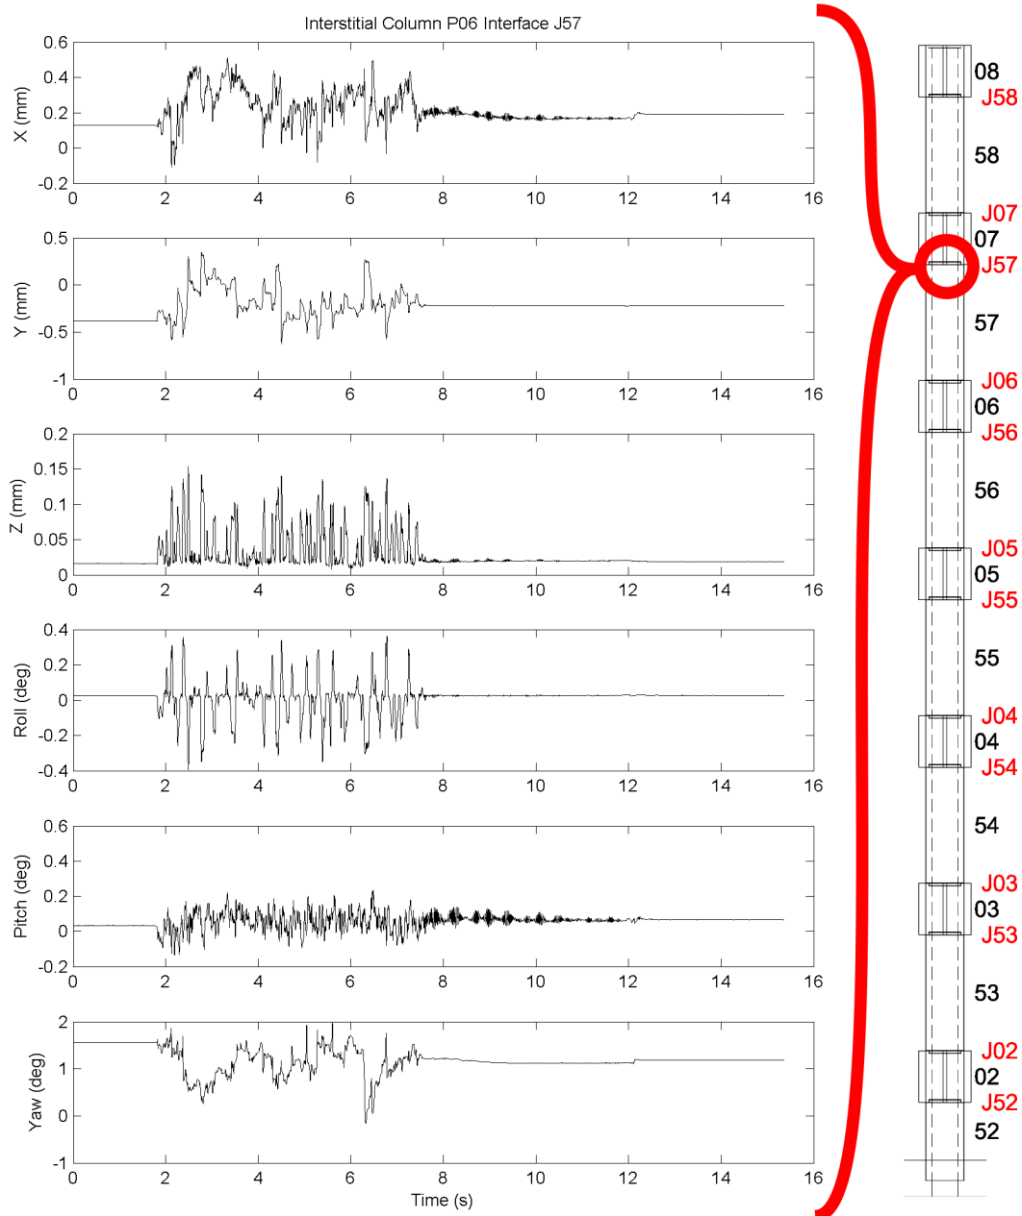 Interstitial Column P06 Interface J57
X (mm)
0.6
0.4
0.2
0
-0.2
0 2 4 6 8 10 12 14 16
Y (mm)
0.5
0
-0.5
-1
0 2 4 6 8 10 12 14 16
Z (mm)
0.2
0.15
0.1
0.05
0
0 2 4 6 8 10 12 14 16
Roll (deg)
0.4
0.2
0
-0.2
-0.4
0 2 4 6 8 10 12 14 16
Pitch (deg)
0.6
0.4
0.2
0
-0.2
0 2 4 6 8 10 12 14 16
Yaw (deg)
2
1
0
-1
0 2 4 6 8 10 12 14 16
Time (s)
08
J58
58
J07
07
J57
57
J06
06
J56
56
J05
05
J55
55
J04
04
J54
54
J03
03
J53
53
J02
02
J52
52